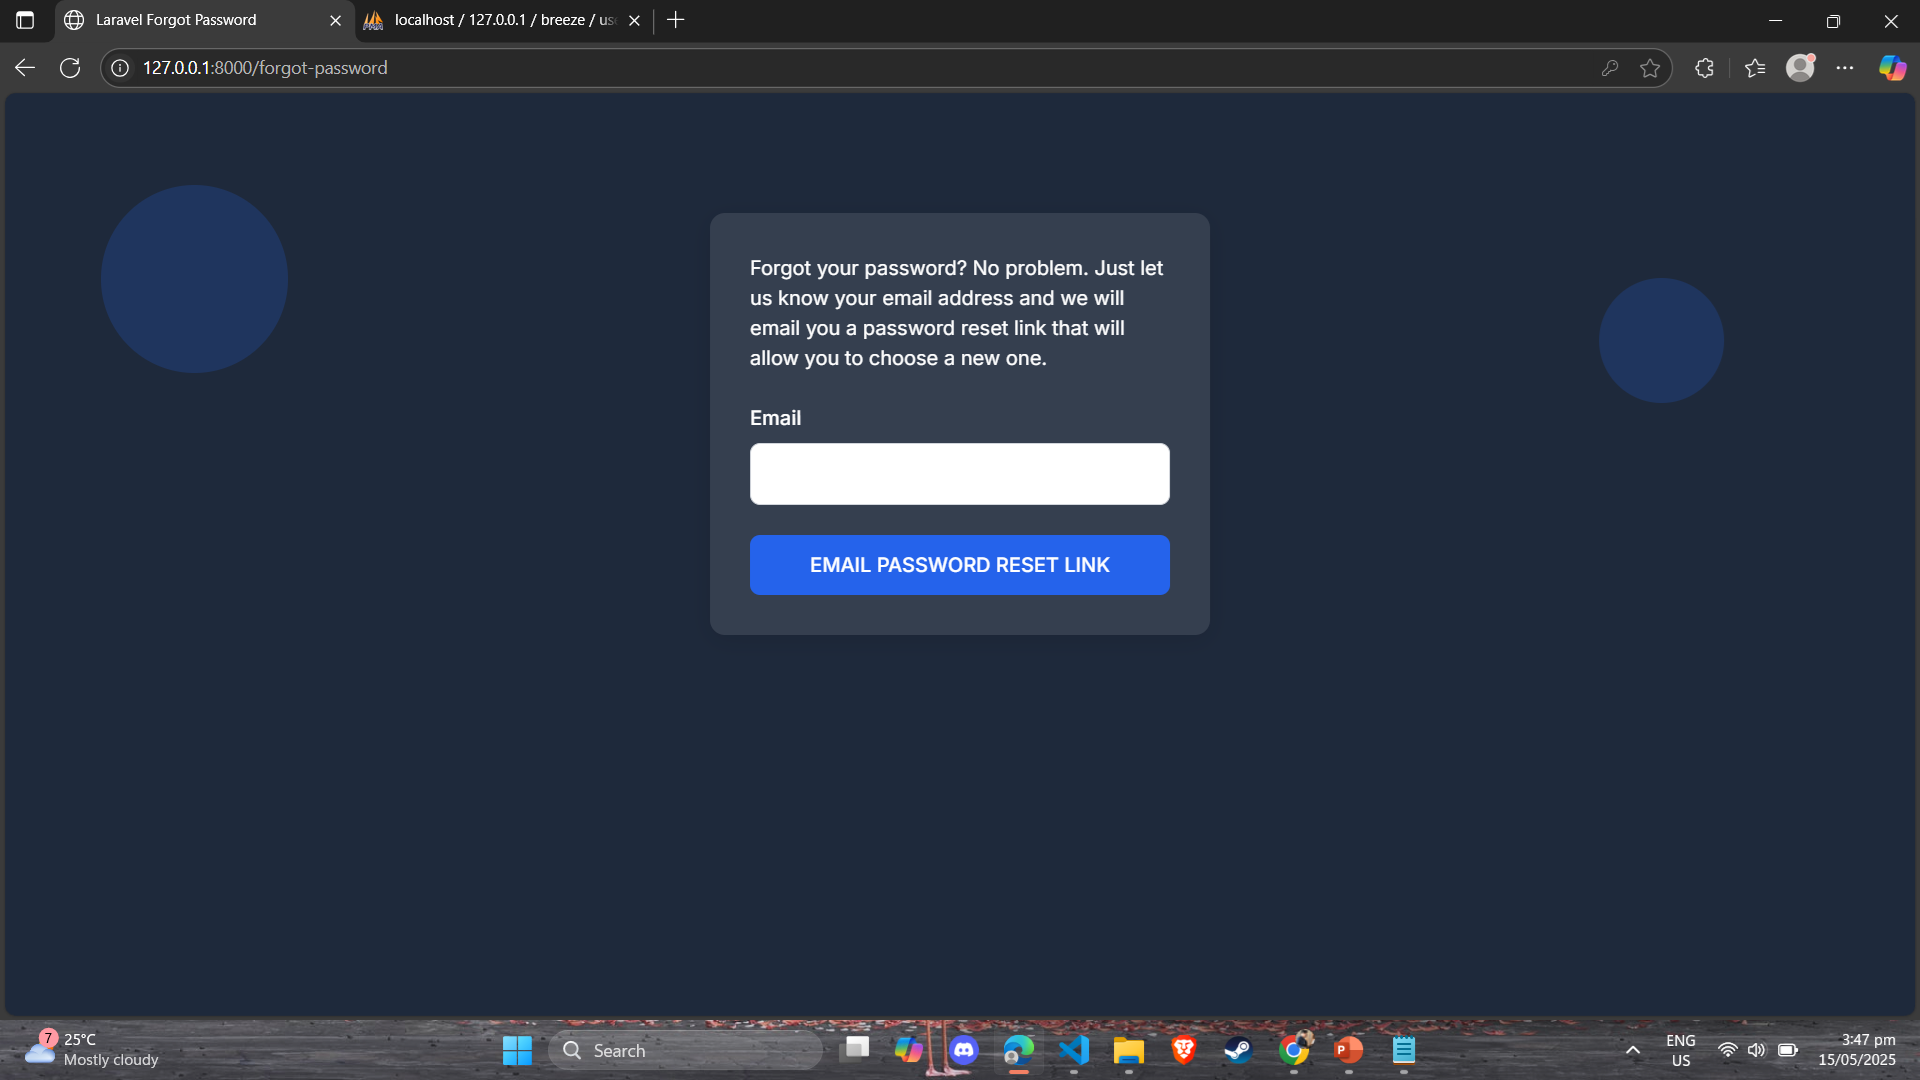 Laravel Forgot Password
localhost / 127.0.0.1 / breeze / us
127.0.0.1:8000/forgot-password
Forgot your password? No problem. Just let
us know your email address and we will
email you a password reset link that will
allow you to choose a new one.
Email
EMAIL PASSWORD RESET LINK
7
25°C
Mostly cloudy
Search
P
ENG
US
3:47 pm
15/05/2025